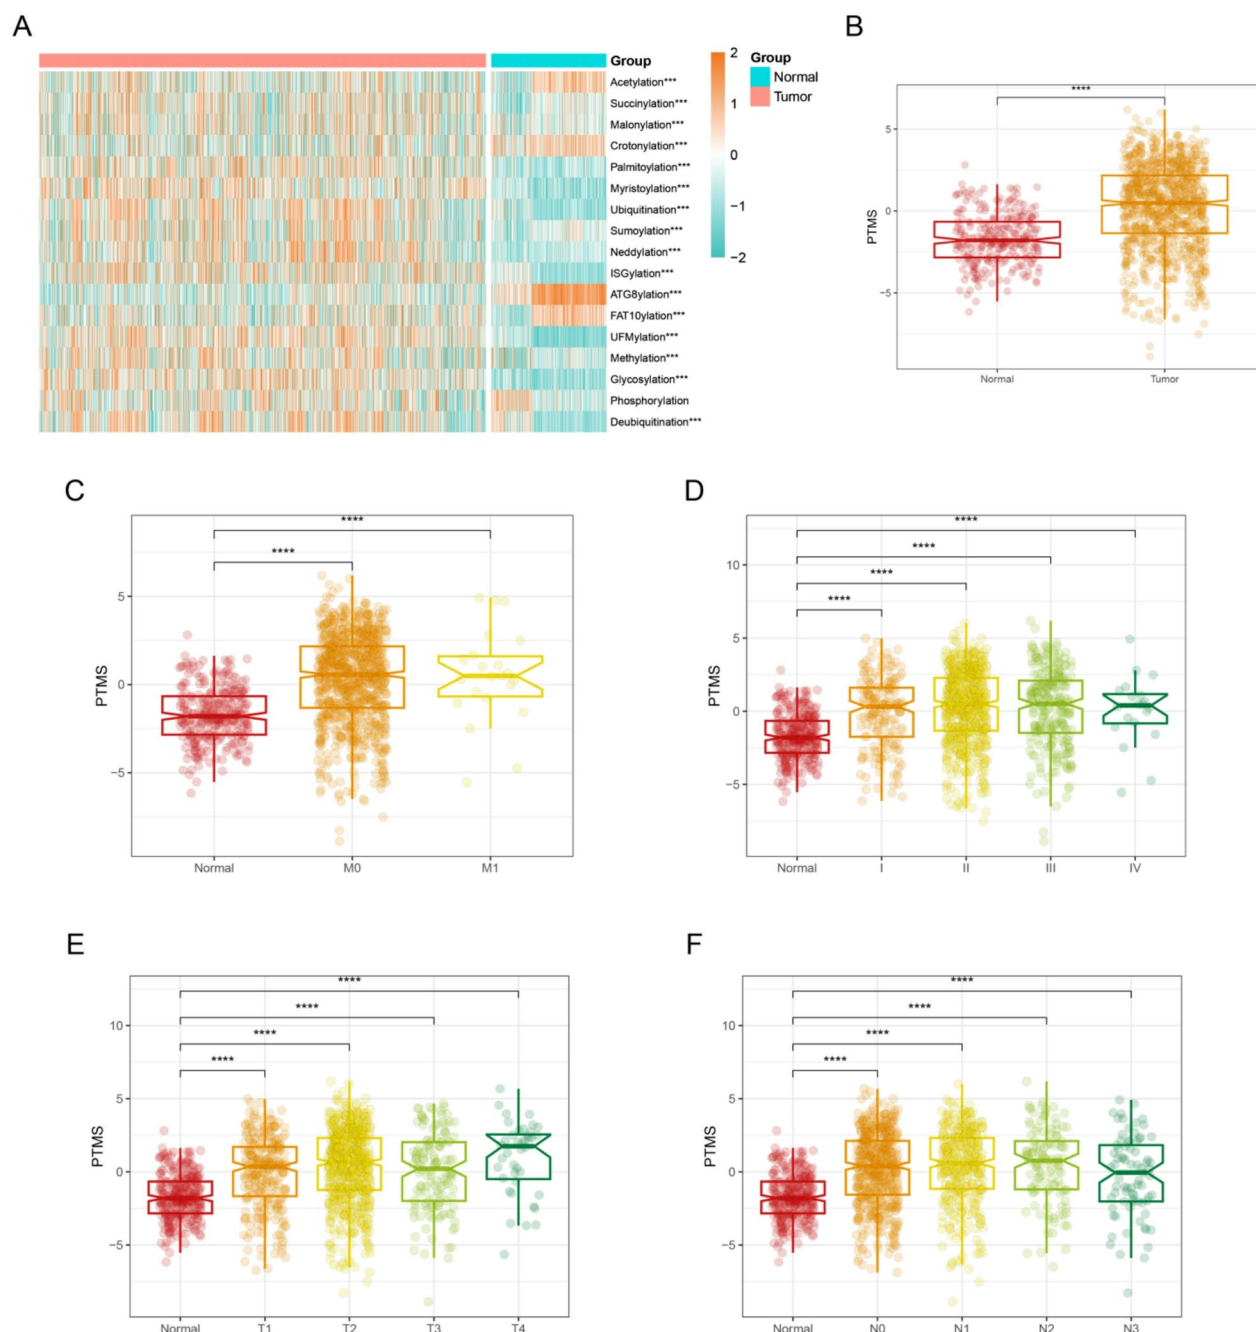 A
Group
Acetylation***
Succinylation***
Malonylation***
Crotonylation***
Palmitoylation***
Myristoylation***
Ubiquitination***
Sumoylation***
Neddylation***
ISGylation***
ATG8ylation***
FAT10ylation***
UFMylation***
Methylation***
Glycosylation***
Phosphorylation
Deubiquitination***
2
1
0
−1
−2
Group
Normal
Tumor
B
****
5
0
−5
PTMS
Normal Tumor
C
****
****
5
0
−5
PTMS
Normal M0 M1
D
****
****
****
****
10
5
0
−5
PTMS
Normal I II III IV
E
****
****
****
****
10
5
0
−5
PTMS
Normal T1 T2 T3 T4
F
****
****
****
****
10
5
0
−5
PTMS
Normal N0 N1 N2 N3